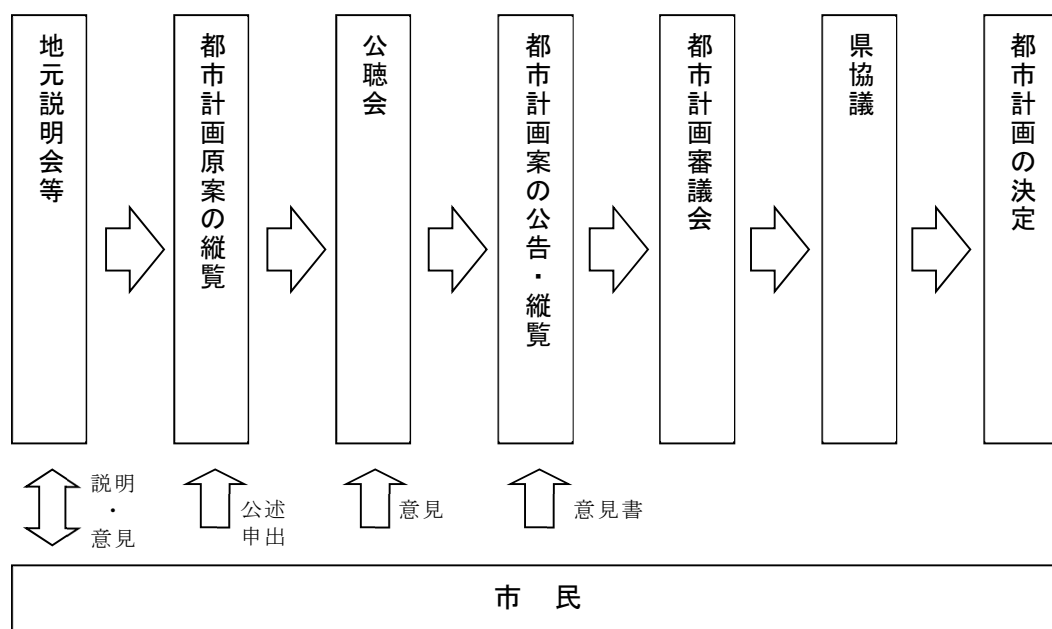 地元説明会等
都市計画原案の縦覧
公聴会
都市計画案の公告・縦覧
都市計画審議会
県協議
都市計画の決定
説明
・
意見
公述
申出
意見
意見書
市 民